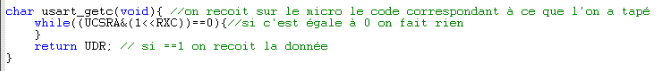 char usart_getc(void){ //on recoit sur le micro le code correspondant à ce que l'on a tapé
while((UCSRA&(1<<RXC))==0){//si c'est égale à 0 on fait rien
}
return UDR; // si ==1 on recoit la donnée
}